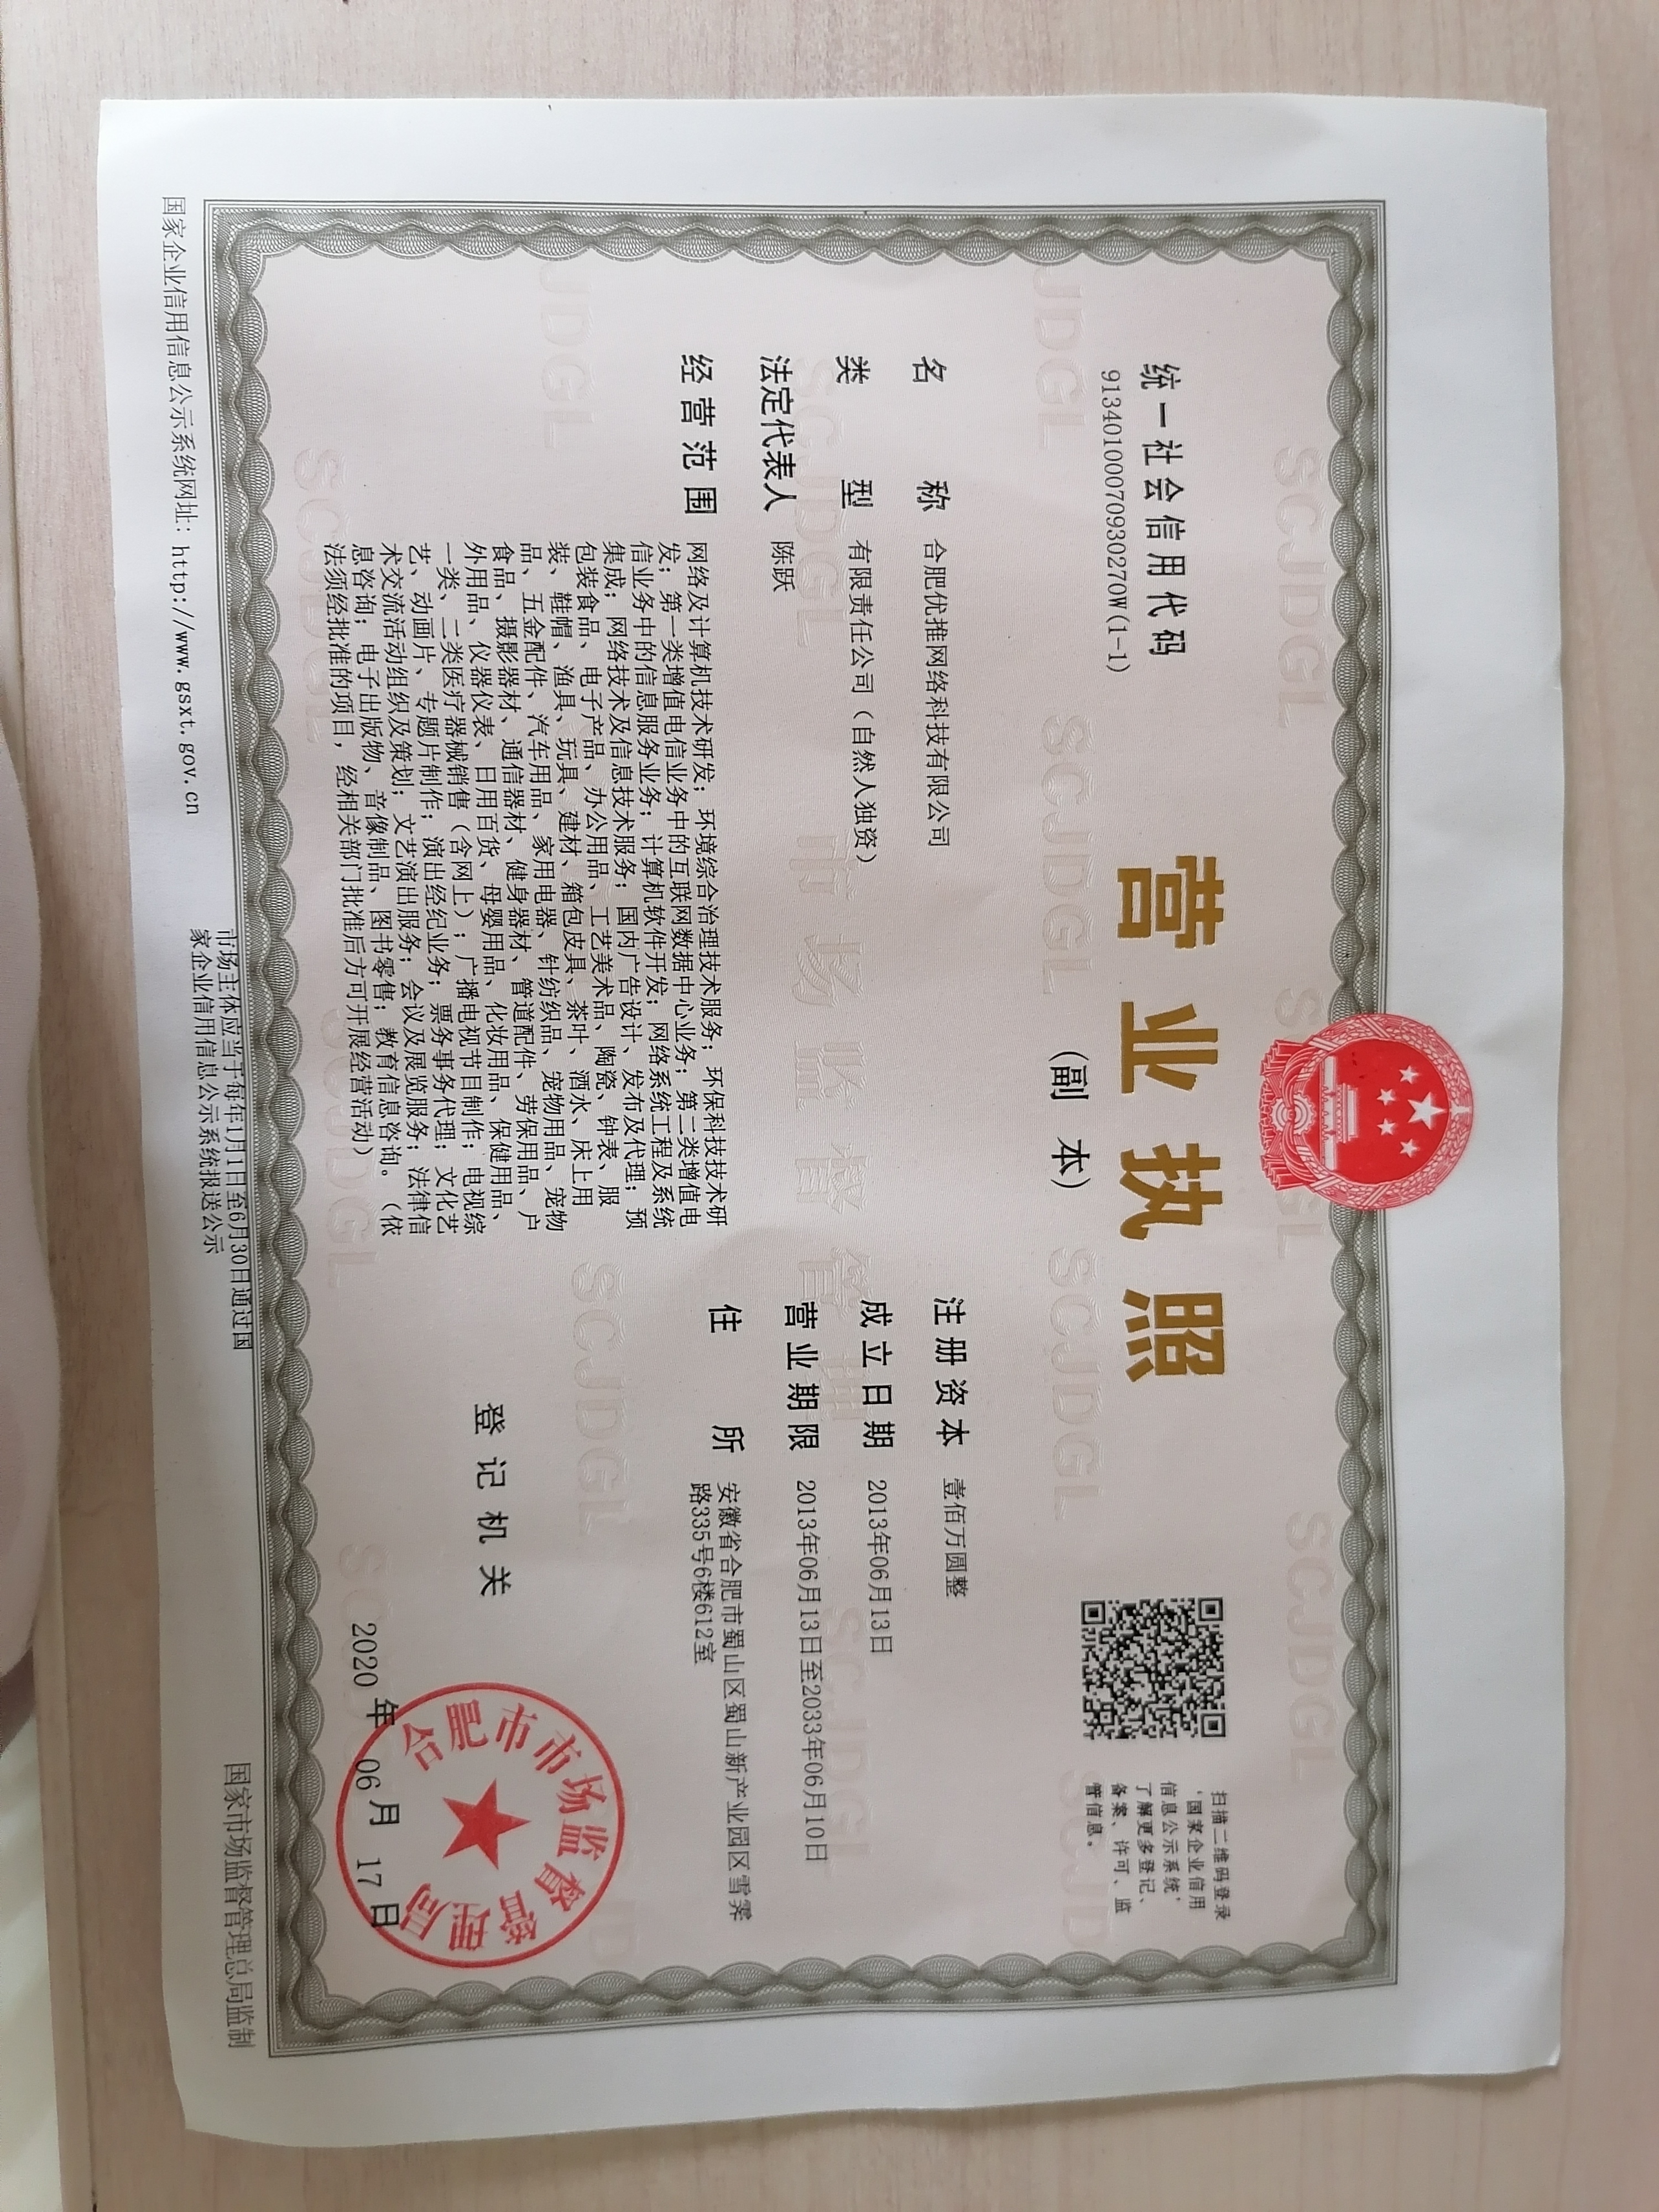 统一社会信用代码
91340100070930270W(1-1)
营业执照
(副 本)
扫描二维码登录
‘国家企业信用
信息公示系统’
了解更多登记、
备案、许可、监
管信息。
名 称 合肥优推网络科技有限公司
类 型 有限责任公司（自然人独资）
法定代表人 陈跃
经营范围 网络及计算机技术研发；环境综合治理技术服务；环保科技技术研
发；第一类增值电信业务中的互联网数据中心业务；第二类增值电
信业务中的信息服务业务；计算机软件开发；网络系统工程及系统
集成；网络技术及信息技术服务；国内广告设计、发布及代理；预
包装食品、电子产品、办公用品、工艺美术品、陶瓷、钟表、服
装、鞋帽、渔具、玩具、建材、箱包皮具、茶叶、酒水、床上用
品、五金配件、汽车用品、家用电器、针纺织品、宠物用品、宠物
食品、摄影器材、通信器材、健身器材、管道配件、劳保用品、户
外用品、仪器仪表、日用百货、母婴用品、化妆用品、保健用品、
一类、二类医疗器械销售（含网上）；广播电视节目制作；电视综
艺、动画片、专题片制作；演出经纪业务；票务事务代理；文化艺
术交流活动组织及策划；文艺演出服务；会议及展览服务；法律信
息咨询；电子出版物、音像制品、图书零售；教育信息咨询。（依
法须经批准的项目，经相关部门批准后方可开展经营活动）
注册资本 壹佰万圆整
成立日期 2013年06月13日
营业期限 2013年06月13日至2033年06月10日
住 所 安徽省合肥市蜀山区蜀山新产业园区雪霁
路335号6楼612室
登记机关
合肥市市场监督管理局
2020 年 06 月 17 日
国家企业信用信息公示系统网址：http://www.gsxt.gov.cn
市场主体应当于每年1月1日至6月30日通过国
家企业信用信息公示系统报送公示
国家市场监督管理总局监制